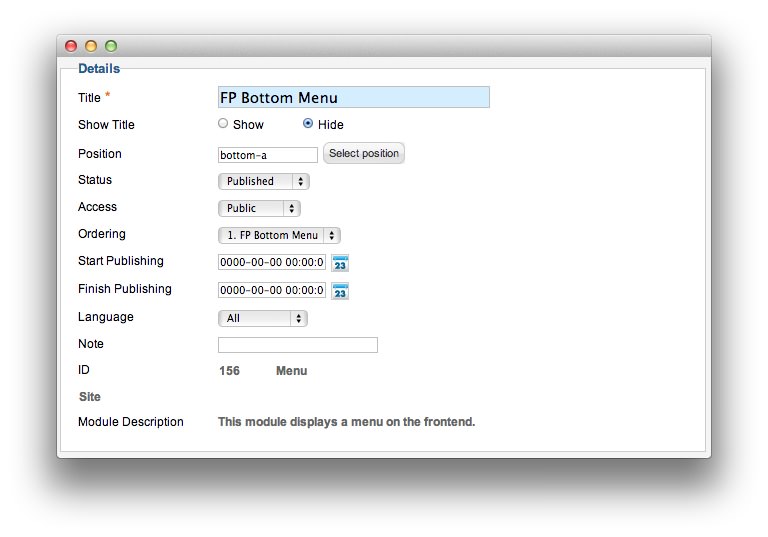 Details
Title * FP Bottom Menu
Show Title Show Hide
Position bottom-a Select position
Status Published
Access Public
Ordering 1. FP Bottom Menu
Start Publishing 0000-00-00 00:00:0 23
Finish Publishing 0000-00-00 00:00:0 23
Language All
Note
ID 156 Menu
Site
Module Description This module displays a menu on the frontend.